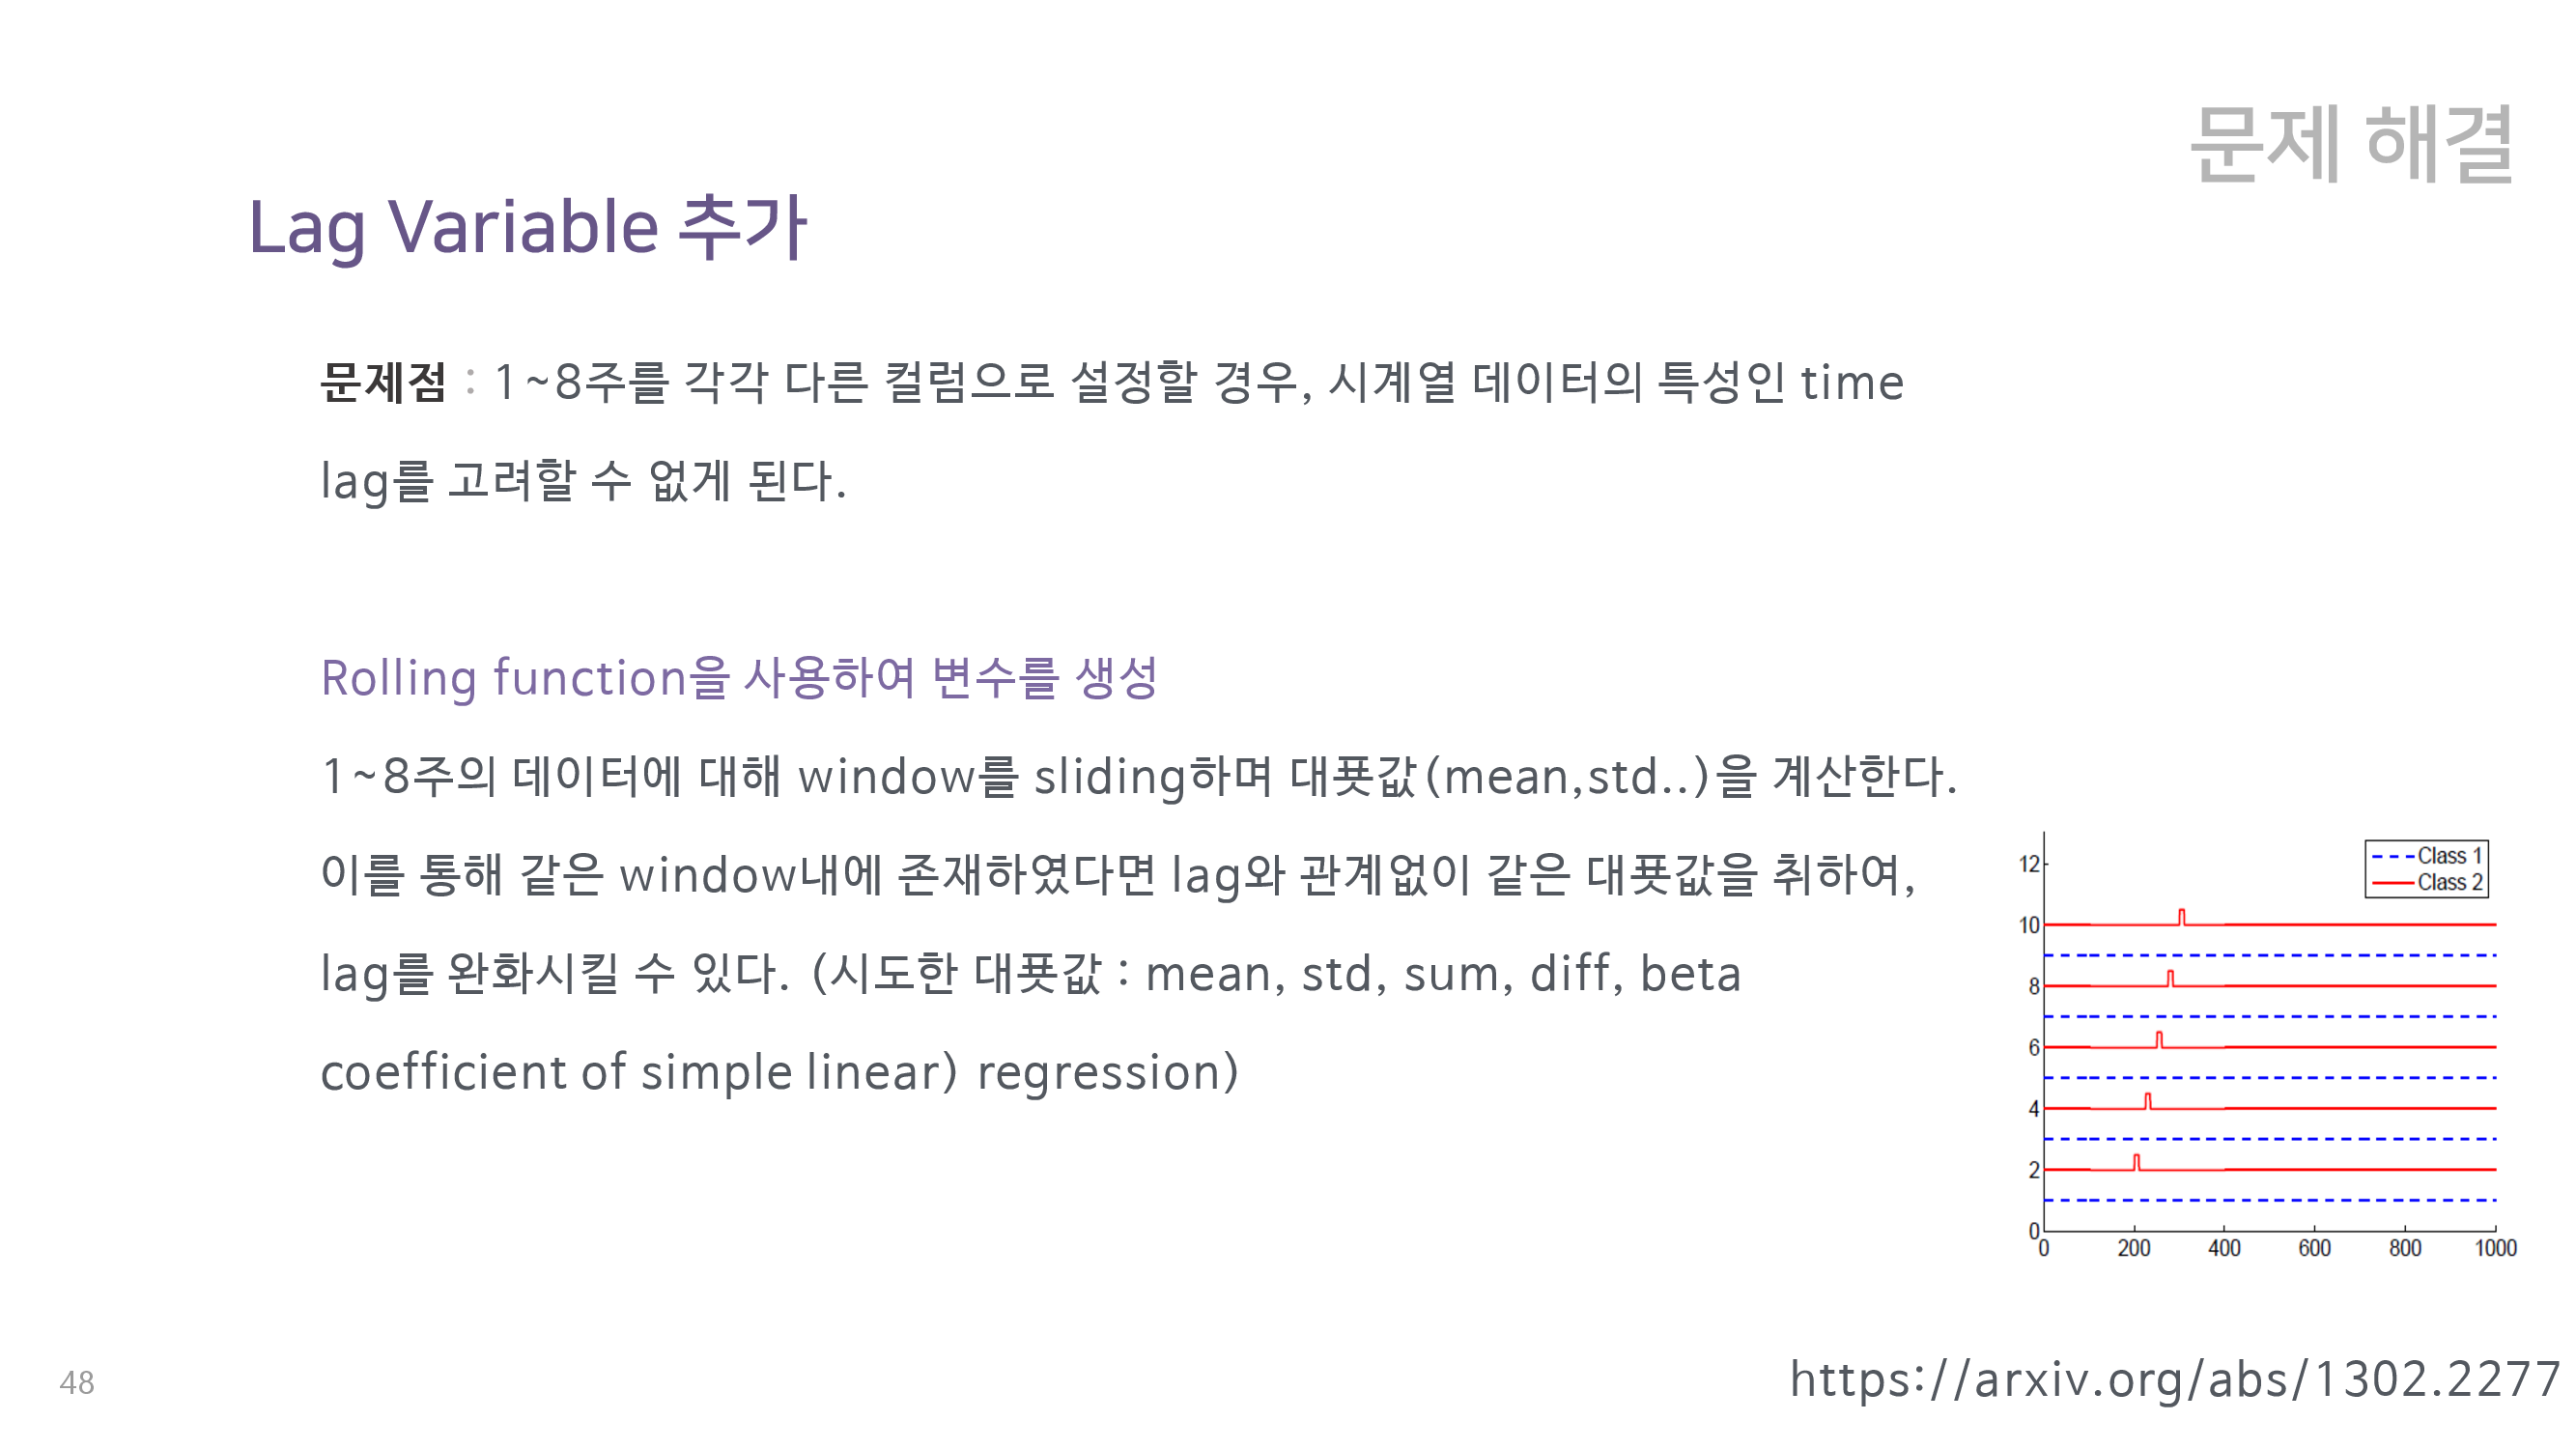 문제 해결
Lag Variable 추가
문제점 : 1~8주를 각각 다른 컬럼으로 설정할 경우, 시계열 데이터의 특성인 time
lag를 고려할 수 없게 된다.
Rolling function을 사용하여 변수를 생성
1~8주의 데이터에 대해 window를 sliding하며 대푯값(mean,std..)을 계산한다.
이를 통해 같은 window내에 존재하였다면 lag와 관계없이 같은 대푯값을 취하여,
lag를 완화시킬 수 있다. (시도한 대푯값 : mean, std, sum, diff, beta
coefficient of simple linear) regression)
Class 1
Class 2
12
10
8
6
4
2
0
0 200 400 600 800 1000
48
https://arxiv.org/abs/1302.2277